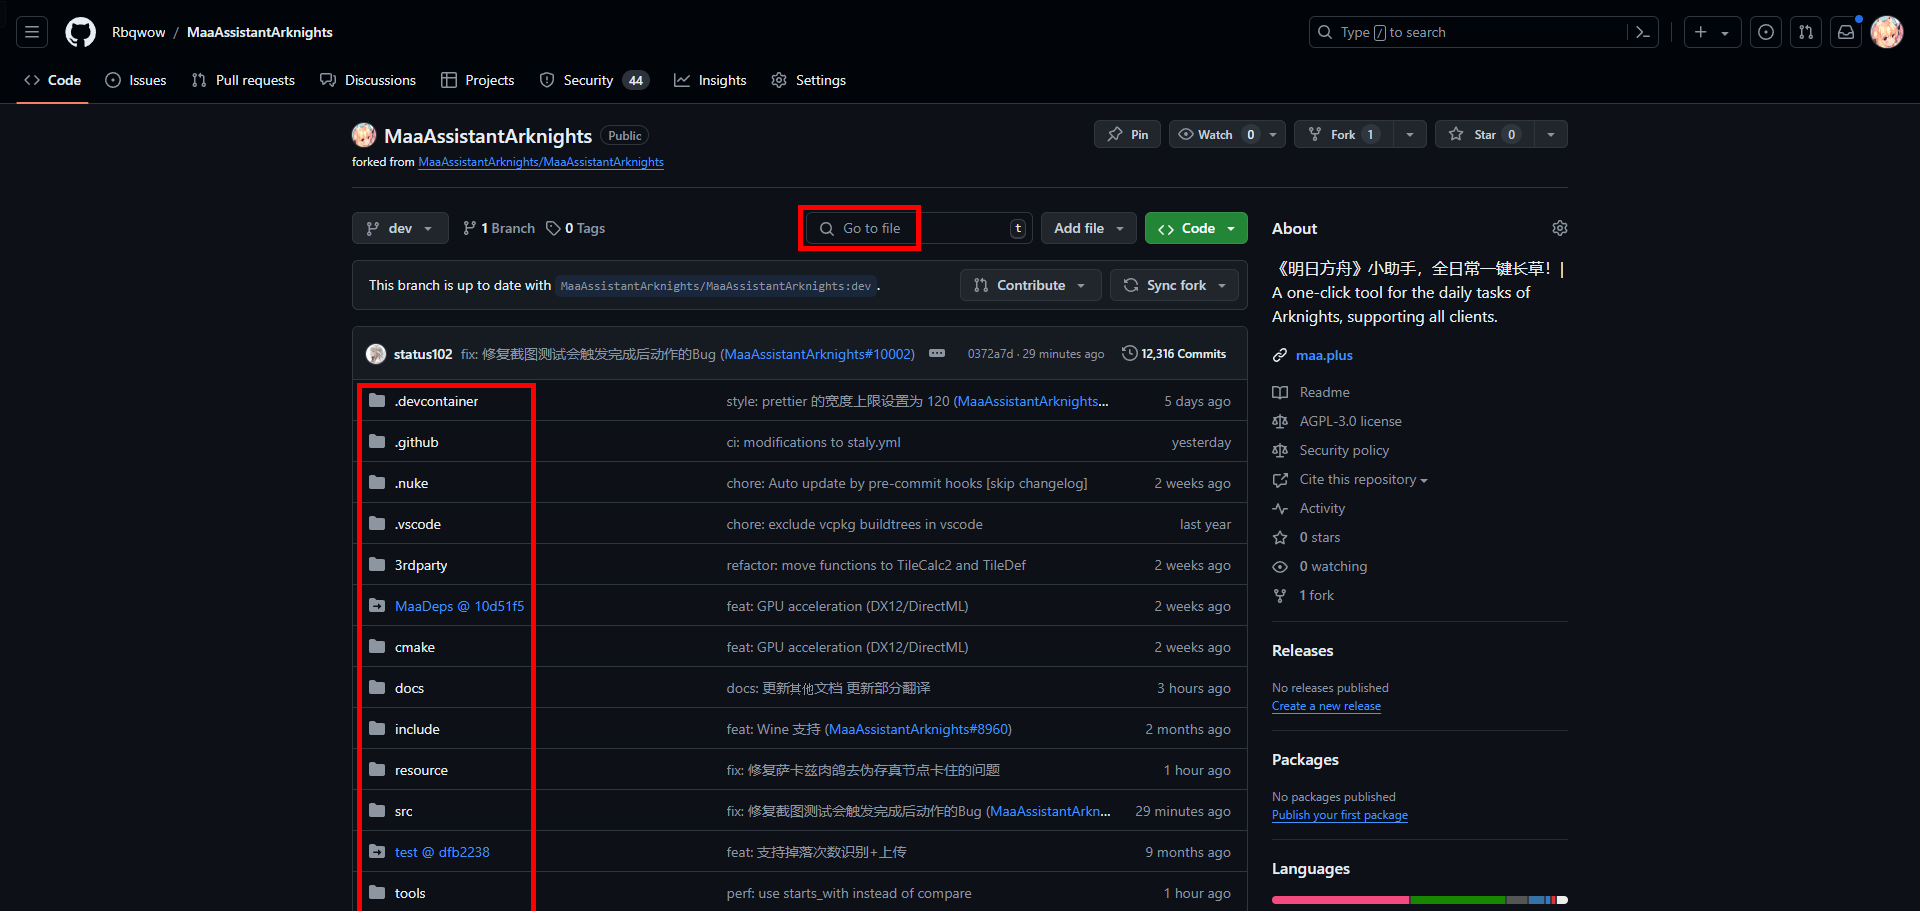 Rbqwow / MaaAssistantArknights
Type / to search
Code Issues Pull requests Discussions Projects Security 44 Insights Settings
MaaAssistantArknights Public
Pin Watch 0 Fork 1 Star 0
forked from MaaAssistantArknights/MaaAssistantArknights
dev 1 Branch 0 Tags
Go to file t Add file Code
This branch is up to date with MaaAssistantArknights/MaaAssistantArknights:dev .
Contribute Sync fork
status102 fix: 修复截图测试会触发完成后动作的Bug (MaaAssistantArknights#10002) 0372a7d · 29 minutes ago 12,316 Commits
.devcontainer style: prettier 的宽度上限设置为 120 (MaaAssistantArknights... 5 days ago
.github ci: modifications to staly.yml yesterday
.nuke chore: Auto update by pre-commit hooks [skip changelog] 2 weeks ago
.vscode chore: exclude vcpkg buildtrees in vscode last year
3rdparty refactor: move functions to TileCalc2 and TileDef 2 weeks ago
MaaDeps @ 10d51f5 feat: GPU acceleration (DX12/DirectML) 2 weeks ago
cmake feat: GPU acceleration (DX12/DirectML) 2 weeks ago
docs docs: 更新其他文档 更新部分翻译 3 hours ago
include feat: Wine 支持 (MaaAssistantArknights#8960) 2 months ago
resource fix: 修复萨卡兹肉鸽去伪存真节点卡住的问题 1 hour ago
src fix: 修复截图测试会触发完成后动作的Bug (MaaAssistantArkn... 29 minutes ago
test @ dfb2238 feat: 支持掉落次数识别+上传 9 months ago
tools perf: use starts_with instead of compare 1 hour ago
About
《明日方舟》小助手，全日常一键长草！|
A one-click tool for the daily tasks of
Arknights, supporting all clients.
maa.plus
Readme
AGPL-3.0 license
Security policy
Cite this repository
Activity
0 stars
0 watching
1 fork
Releases
No releases published
Create a new release
Packages
No packages published
Publish your first package
Languages